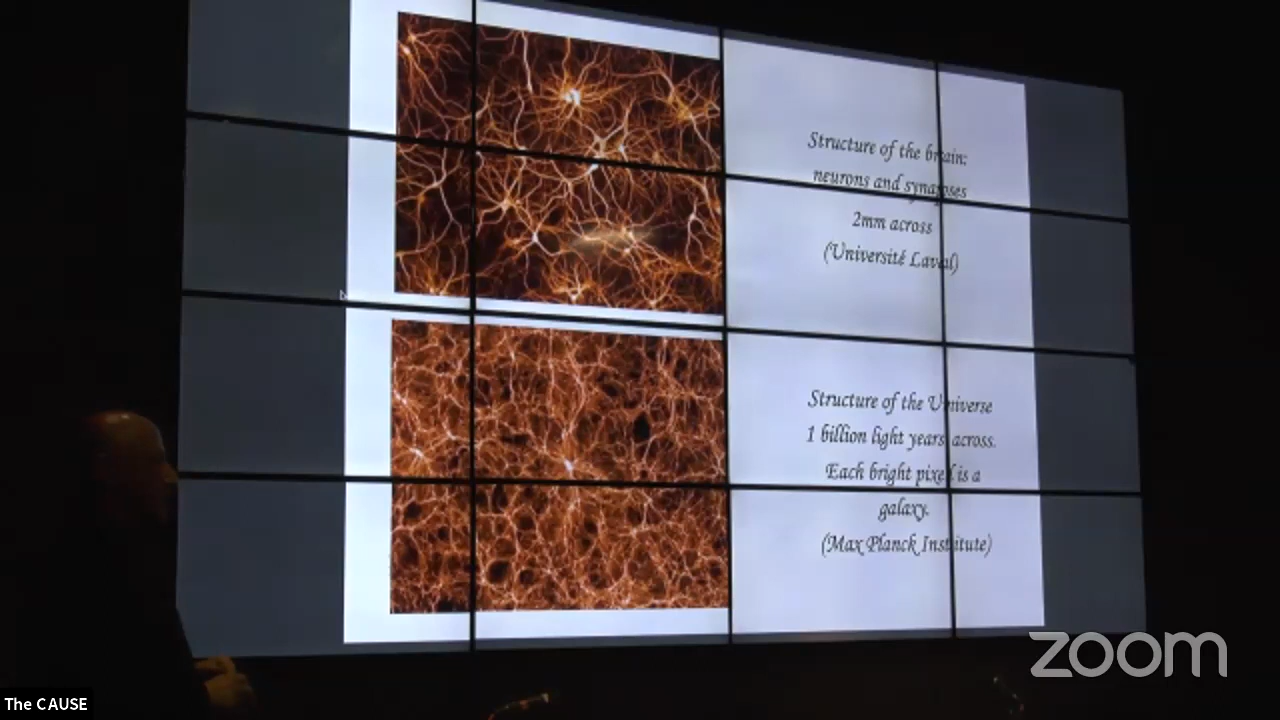 Structure of the brain:
neurons and synapses
2mm across
(Université Laval)
Structure of the Universe
1 billion light years across.
Each bright pixel is a
galaxy.
(Max Planck Institute)
zoom
The CAUSE